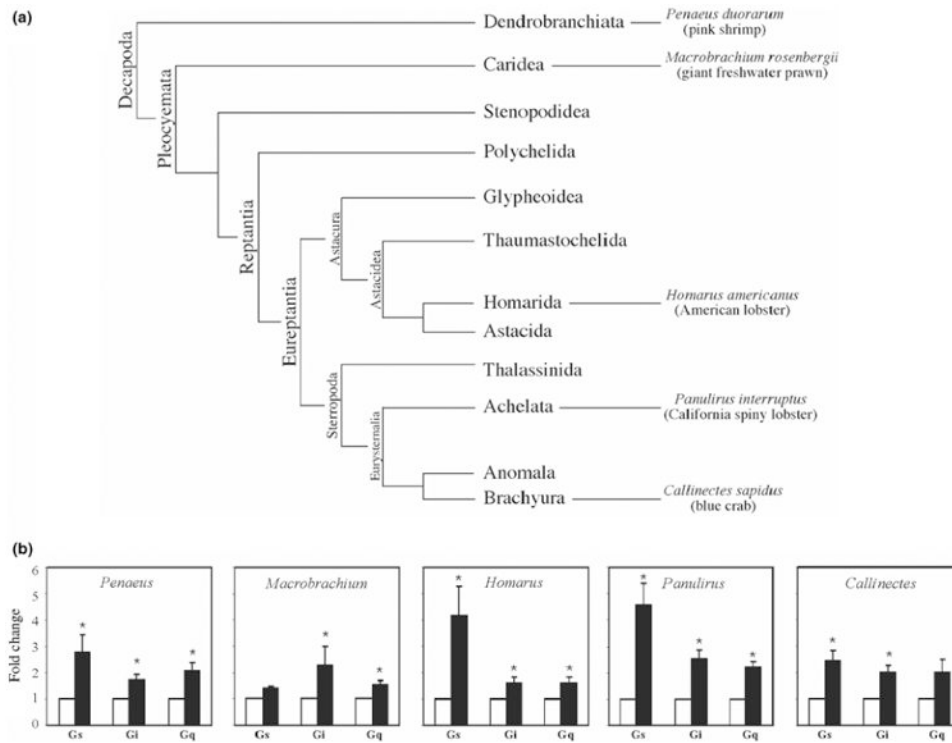 (a)
Decapoda
Dendrobranchiata
Penaeus duorarum
(pink shrimp)
Pleocyemata
Caridea
Macrobrachium rosenbergii
(giant freshwater prawn)
Stenopodidea
Reptantia
Polychelida
Eureptantia
Astacura
Glypheoidea
Astacidea
Thaumastochelida
Homarida
Homarus americanus
(American lobster)
Astacida
Sterropoda
Thalassinida
Eurysternalia
Achelata
Panulirus interruptus
(California spiny lobster)
Anomala
Brachyura
Callinectes sapidus
(blue crab)
(b)
Fold change
6
5
4
3
2
1
0
Penaeus
*
*
*
Gs Gi Gq
Macrobrachium
*
*
Gs Gi Gq
Homarus
*
*
*
Gs Gi Gq
Panulirus
*
*
*
Gs Gi Gq
Callinectes
*
*
Gs Gi Gq